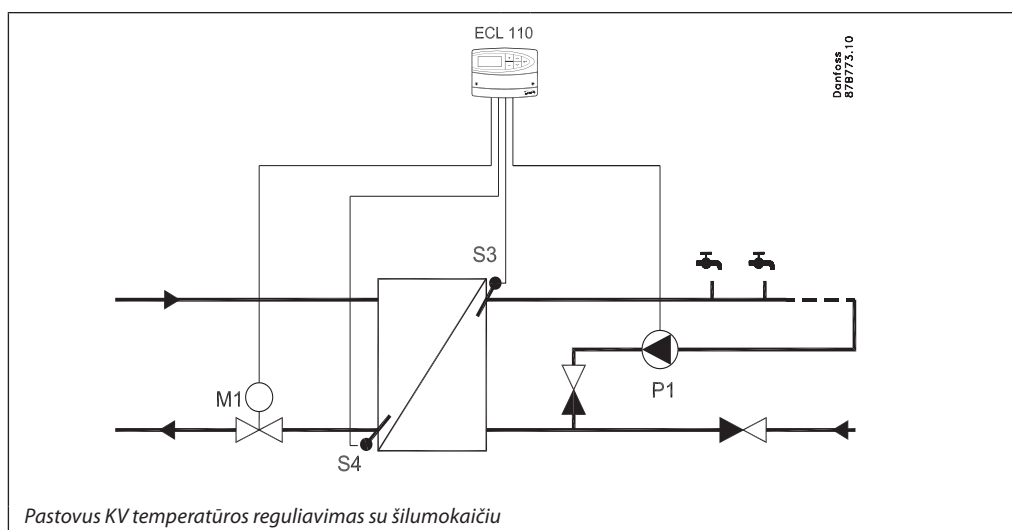 ECL 110
Danfoss
87B773.10
S3
M1
P1
S4
Pastovus KV temperatūros reguliavimas su šilumokaičiu